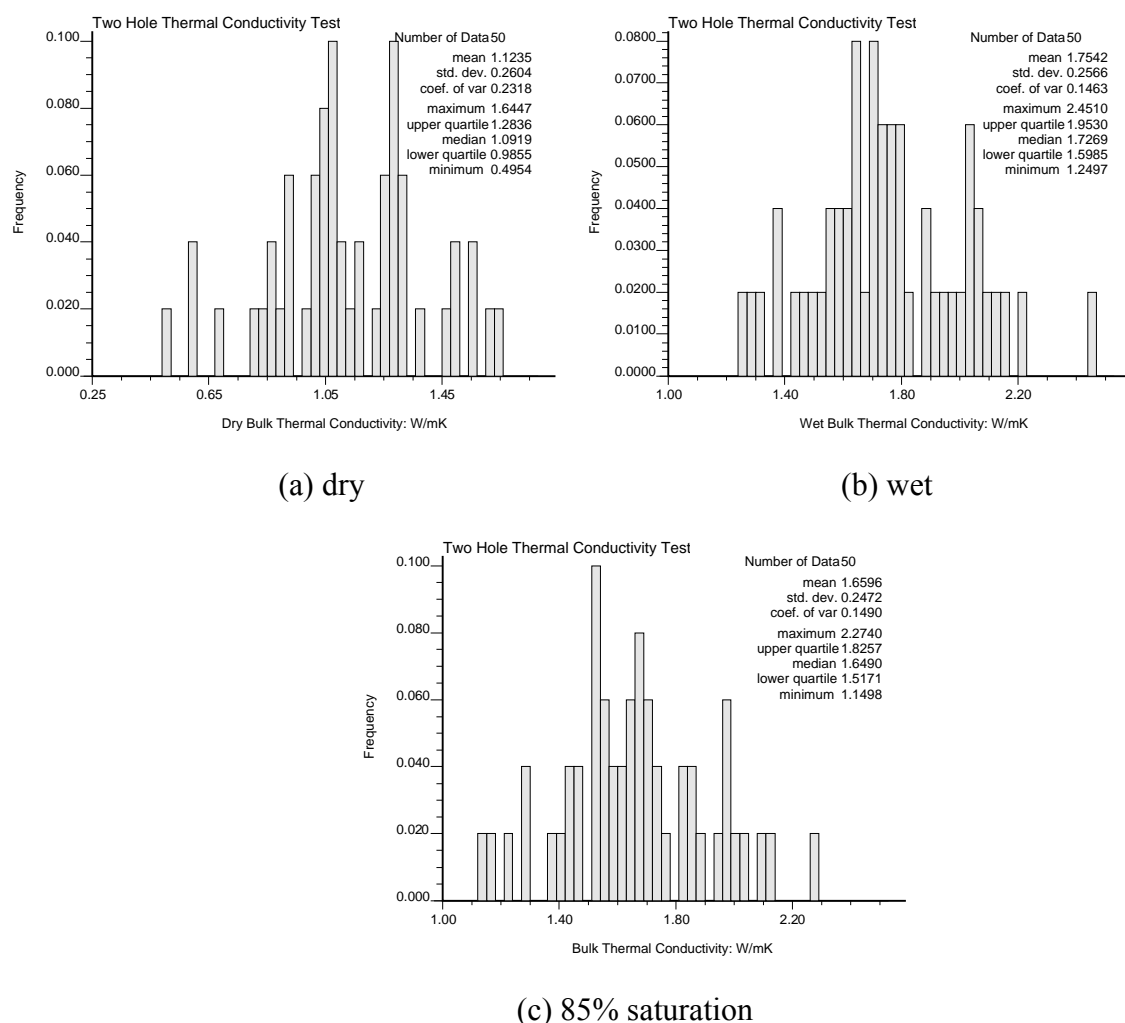 Two Hole Thermal Conductivity Test
Number of Data 50
mean 1.1235
std. dev. 0.2604
coef. of var 0.2318
maximum 1.6447
upper quartile 1.2836
median 1.0919
lower quartile 0.9855
minimum 0.4954
Frequency
0.100
0.080
0.060
0.040
0.020
0.000
0.25 0.65 1.05 1.45
Dry Bulk Thermal Conductivity: W/mK
(a) dry
Two Hole Thermal Conductivity Test
Number of Data 50
mean 1.7542
std. dev. 0.2566
coef. of var 0.1463
maximum 2.4510
upper quartile 1.9530
median 1.7269
lower quartile 1.5985
minimum 1.2497
Frequency
0.0800
0.0700
0.0600
0.0500
0.0400
0.0300
0.0200
0.0100
0.0000
1.00 1.40 1.80 2.20
Wet Bulk Thermal Conductivity: W/mK
(b) wet
Two Hole Thermal Conductivity Test
Number of Data 50
mean 1.6596
std. dev. 0.2472
coef. of var 0.1490
maximum 2.2740
upper quartile 1.8257
median 1.6490
lower quartile 1.5171
minimum 1.1498
Frequency
0.100
0.080
0.060
0.040
0.020
0.000
1.00 1.40 1.80 2.20
Bulk Thermal Conductivity: W/mK
(c) 85% saturation